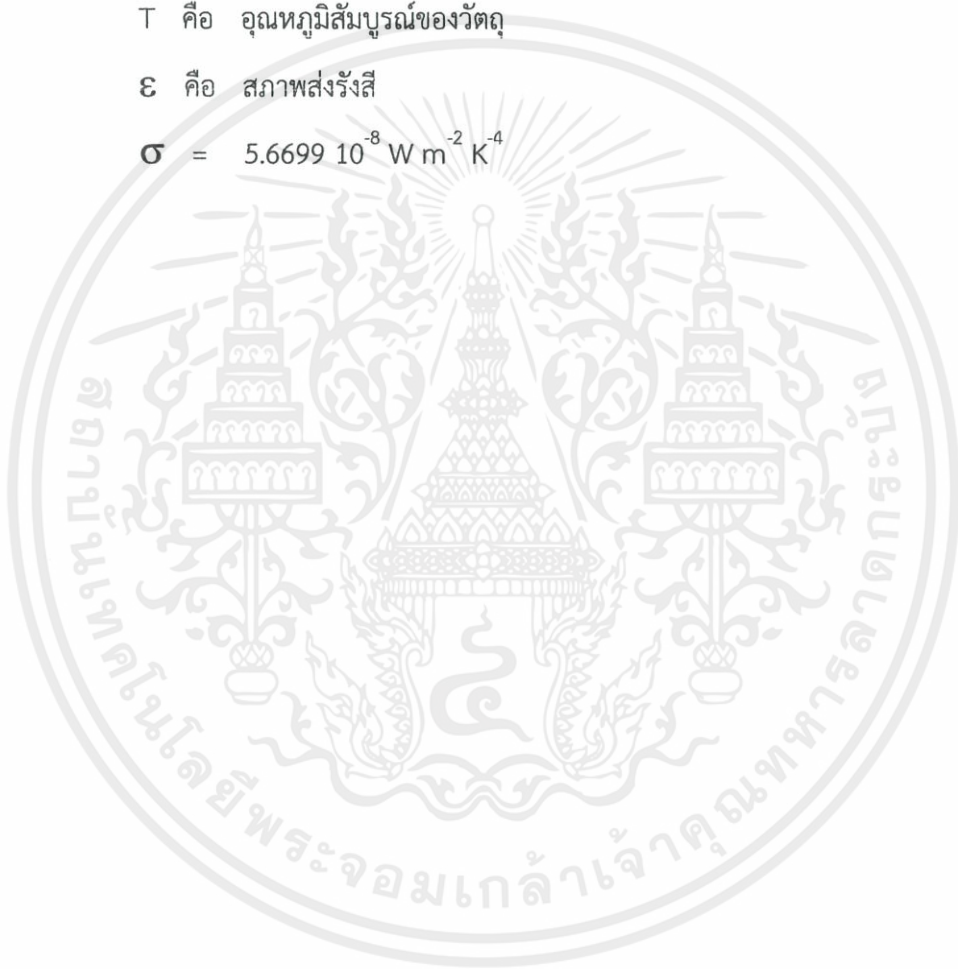 T คือ อุณหภูมิสัมบูรณ์ของวัตถุ
ε คือ สภาพส่งรังสี
σ = 5.6699 10⁻⁸ W m⁻² K⁻⁴
สถาบันเทคโนโลยีพระจอมเกล้าเจ้าคุณทหารลาดกระบัง